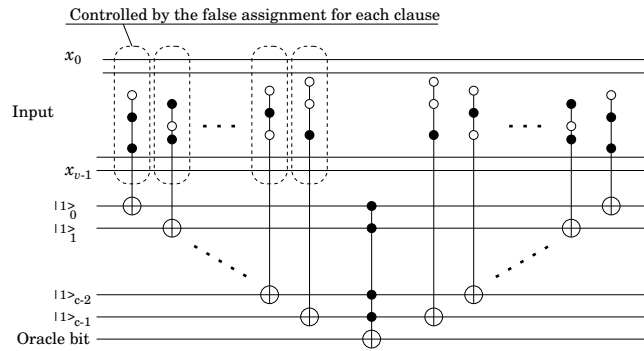 Controlled by the false assignment for each clause
x0
Input
xv-1
|1>0
|1>1
|1>c-2
|1>c-1
Oracle bit